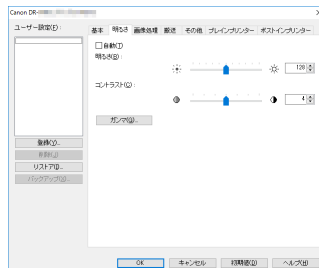 Canon DR-
ユーザー設定(F):
基本 明るさ 画像処理 搬送 その他 プレインプリンター ポストインプリンター
自動(T)
明るさ(B):
128
コントラスト(C):
4
ガンマ(G)...
登録(Y)...
削除(J)
リストア(I)...
バックアップ(X)...
OK キャンセル 初期値(D) ヘルプ(H)